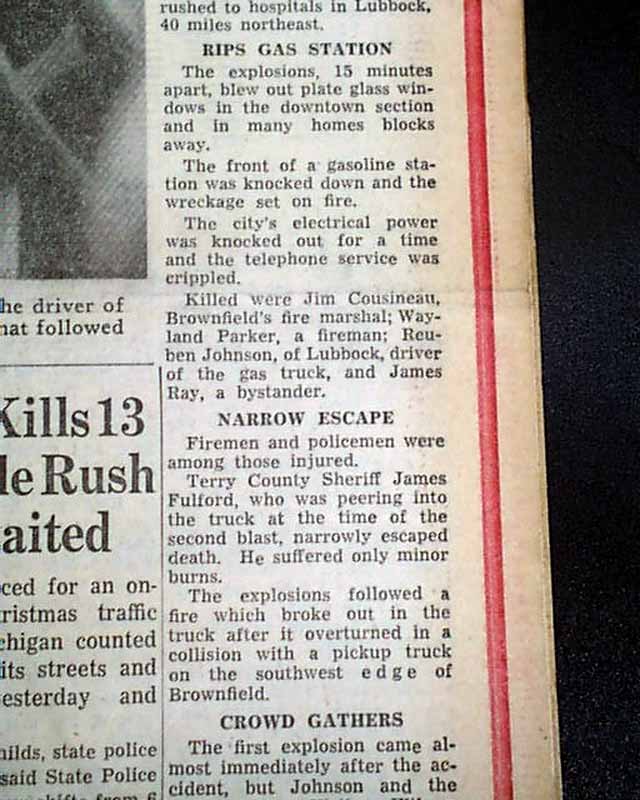 he driver of
hat followed
Kills 13
le Rush
aited
ced for an on-
ristmas traffic
chigan counted
its streets and
esterday and
hilds, state police
said State Police
rushed to hospitals in Lubbock,
40 miles northeast.
RIPS GAS STATION
The explosions, 15 minutes
apart, blew out plate glass win-
dows in the downtown section
and in many homes blocks
away.
The front of a gasoline sta-
tion was knocked down and the
wreckage set on fire.
The city's electrical power
was knocked out for a time
and the telephone service was
crippled.
Killed were Jim Cousineau,
Brownfield's fire marshal; Way-
land Parker, a fireman; Reu-
ben Johnson, of Lubbock, driver
of the gas truck, and James
Ray, a bystander.
NARROW ESCAPE
Firemen and policemen were
among those injured.
Terry County Sheriff James
Fulford, who was peering into
the truck at the time of the
second blast, narrowly escaped
death. He suffered only minor
burns.
The explosions followed a
fire which broke out in the
truck after it overturned in a
collision with a pickup truck
on the southwest edge of
Brownfield.
CROWD GATHERS
The first explosion came al-
most immediately after the ac-
cident, but Johnson and the